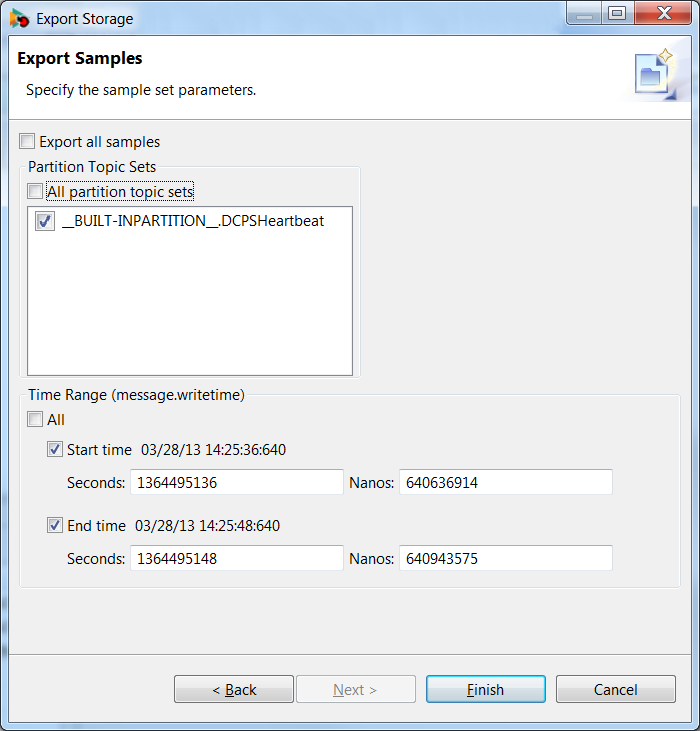 Export Storage
Export Samples
Specify the sample set parameters.
Export all samples
Partition Topic Sets
All partition topic sets
__BUILT-INPARTITION__.DCPSHeartbeat
Time Range (message.writetime)
All
Start time 03/28/13 14:25:36:640
Seconds: 1364495136 Nanos: 640636914
End time 03/28/13 14:25:48:640
Seconds: 1364495148 Nanos: 640943575
< Back Next > Finish Cancel